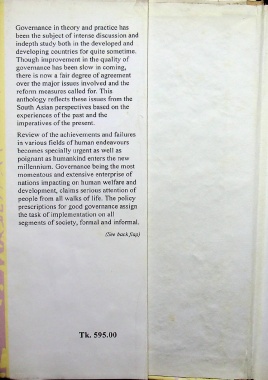 Governance in theory and practice has
been the subject of intense discussion and
indepth study both in the developed and
developing countries for quite sometime.
Though improvement in the quality of
governance has been slow in coming,
there is now a fair degree of agreement
over the major issues involved and the
reform measures called for. This
anthology reflects these issues from the
South Asian perspectives based on the
experiences of the past and the
imperatives of the present.
Review of the achievements and failures
in various fields of human endeavours
becomes specially urgent as well as
poignant as humankind enters the new
millennium. Governance being the most
momentous and extensive enterprise of
nations impacting on human welfare and
development, claims serious attention of
people from all walks of life. The policy
prescriptions for good governance assign
the task of implementation on all
segments of society, formal and informal.
(See back flap)
Tk. 595.00